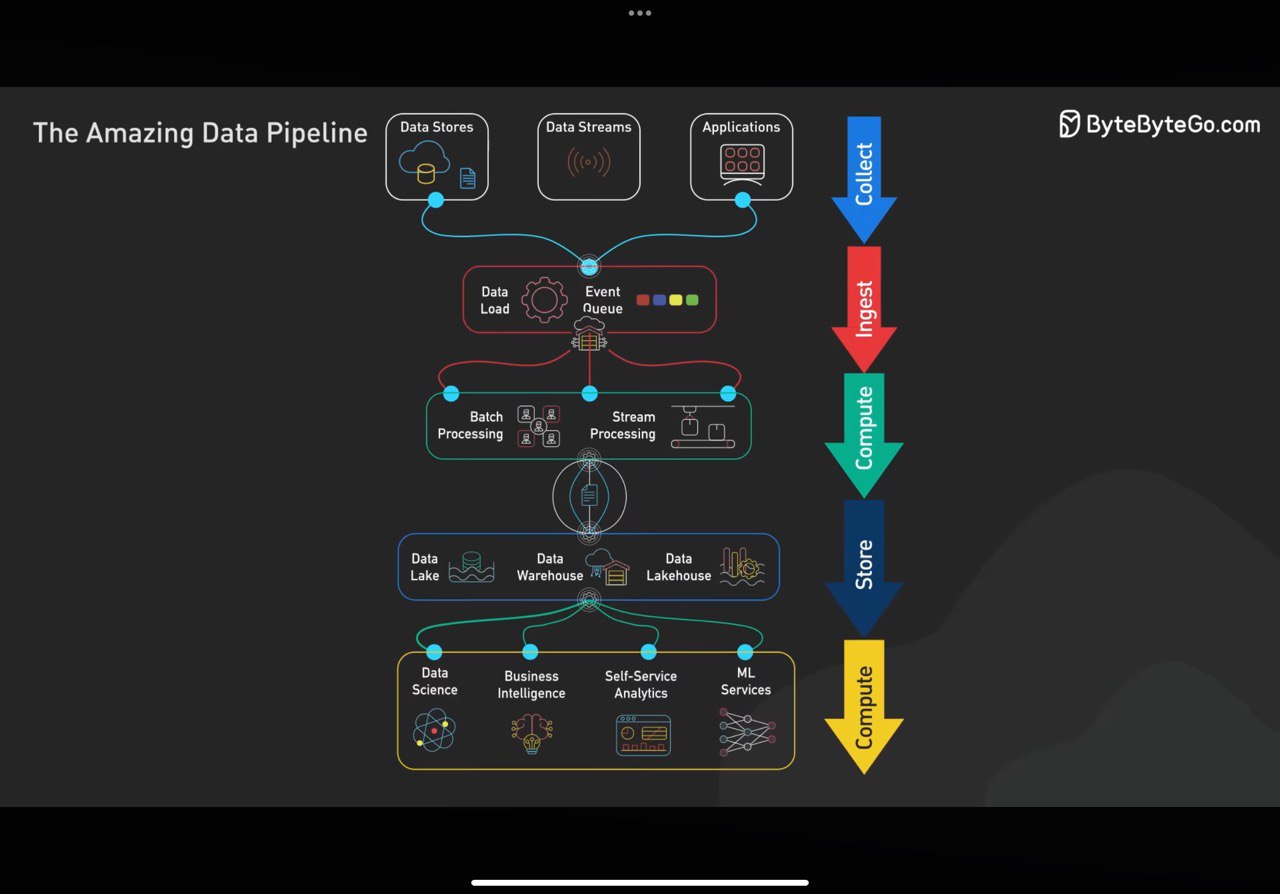 The Amazing Data Pipeline
ByteByteGo.com
Data Stores
Data Streams
Applications
Collect
Data
Load
Event
Queue
Ingest
Batch
Processing
Stream
Processing
Compute
Data
Lake
Data
Warehouse
Data
Lakehouse
Store
Data
Science
Business
Intelligence
Self-Service
Analytics
ML
Services
Compute